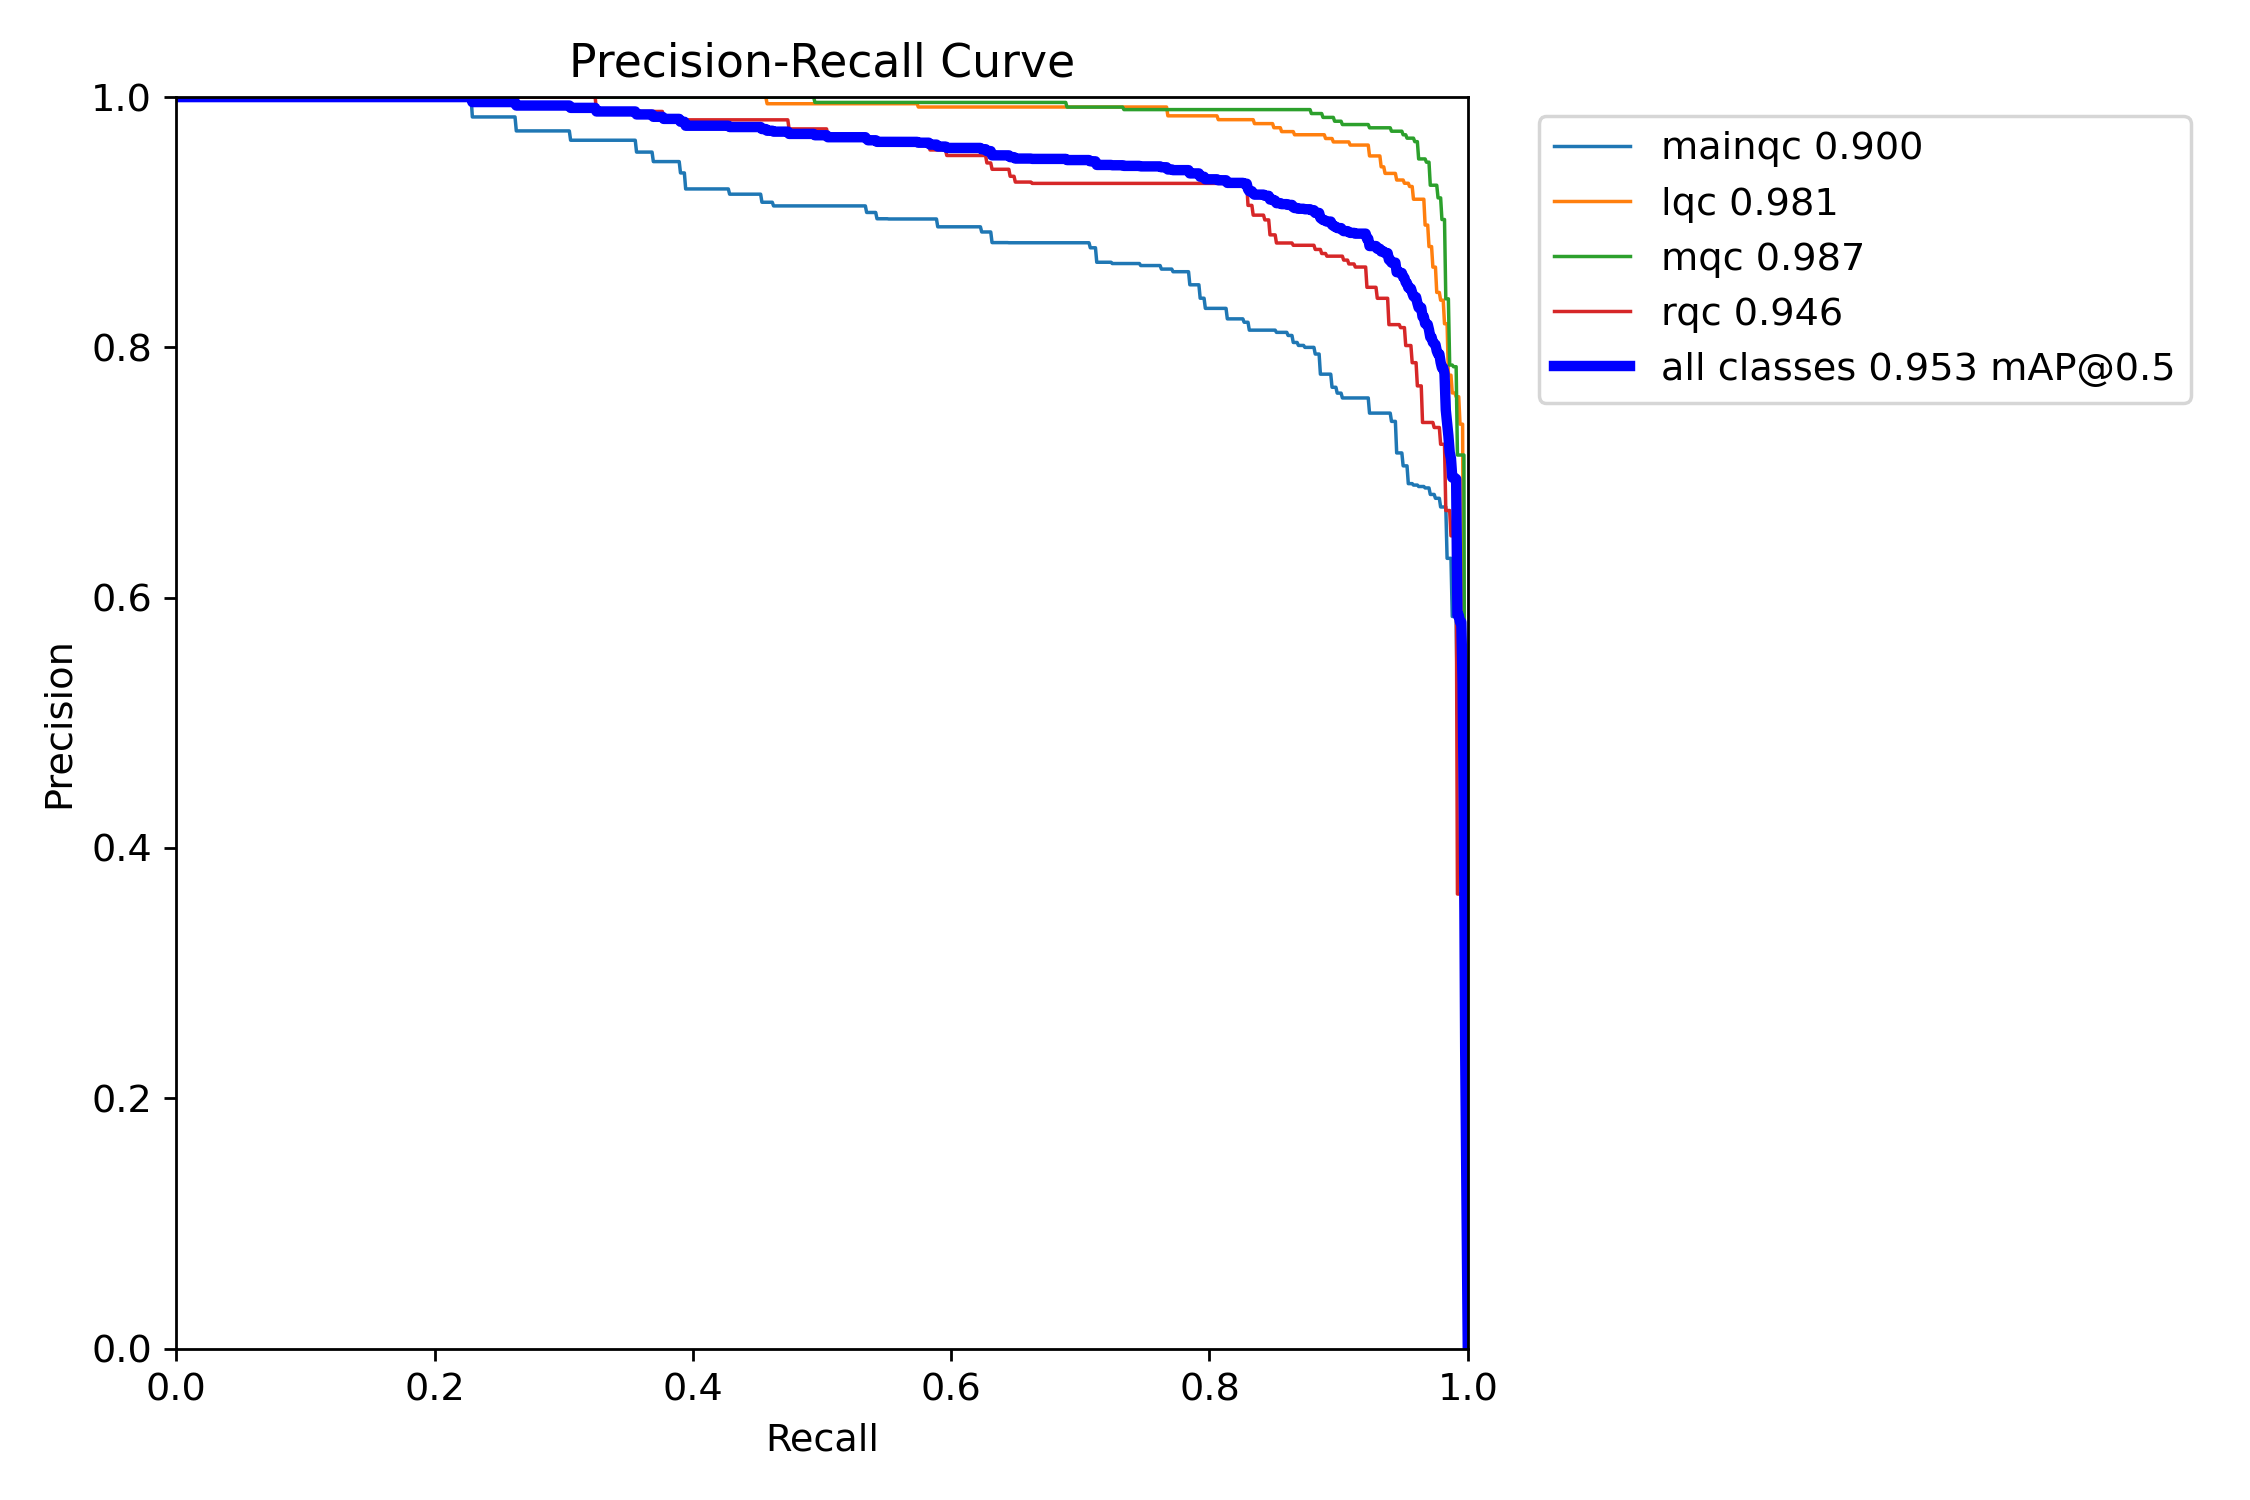 Precision-Recall Curve
1.0
0.8
0.6
0.4
0.2
0.0
Precision
0.0 0.2 0.4 0.6 0.8 1.0
Recall
mainqc 0.900
lqc 0.981
mqc 0.987
rqc 0.946
all classes 0.953 mAP@0.5